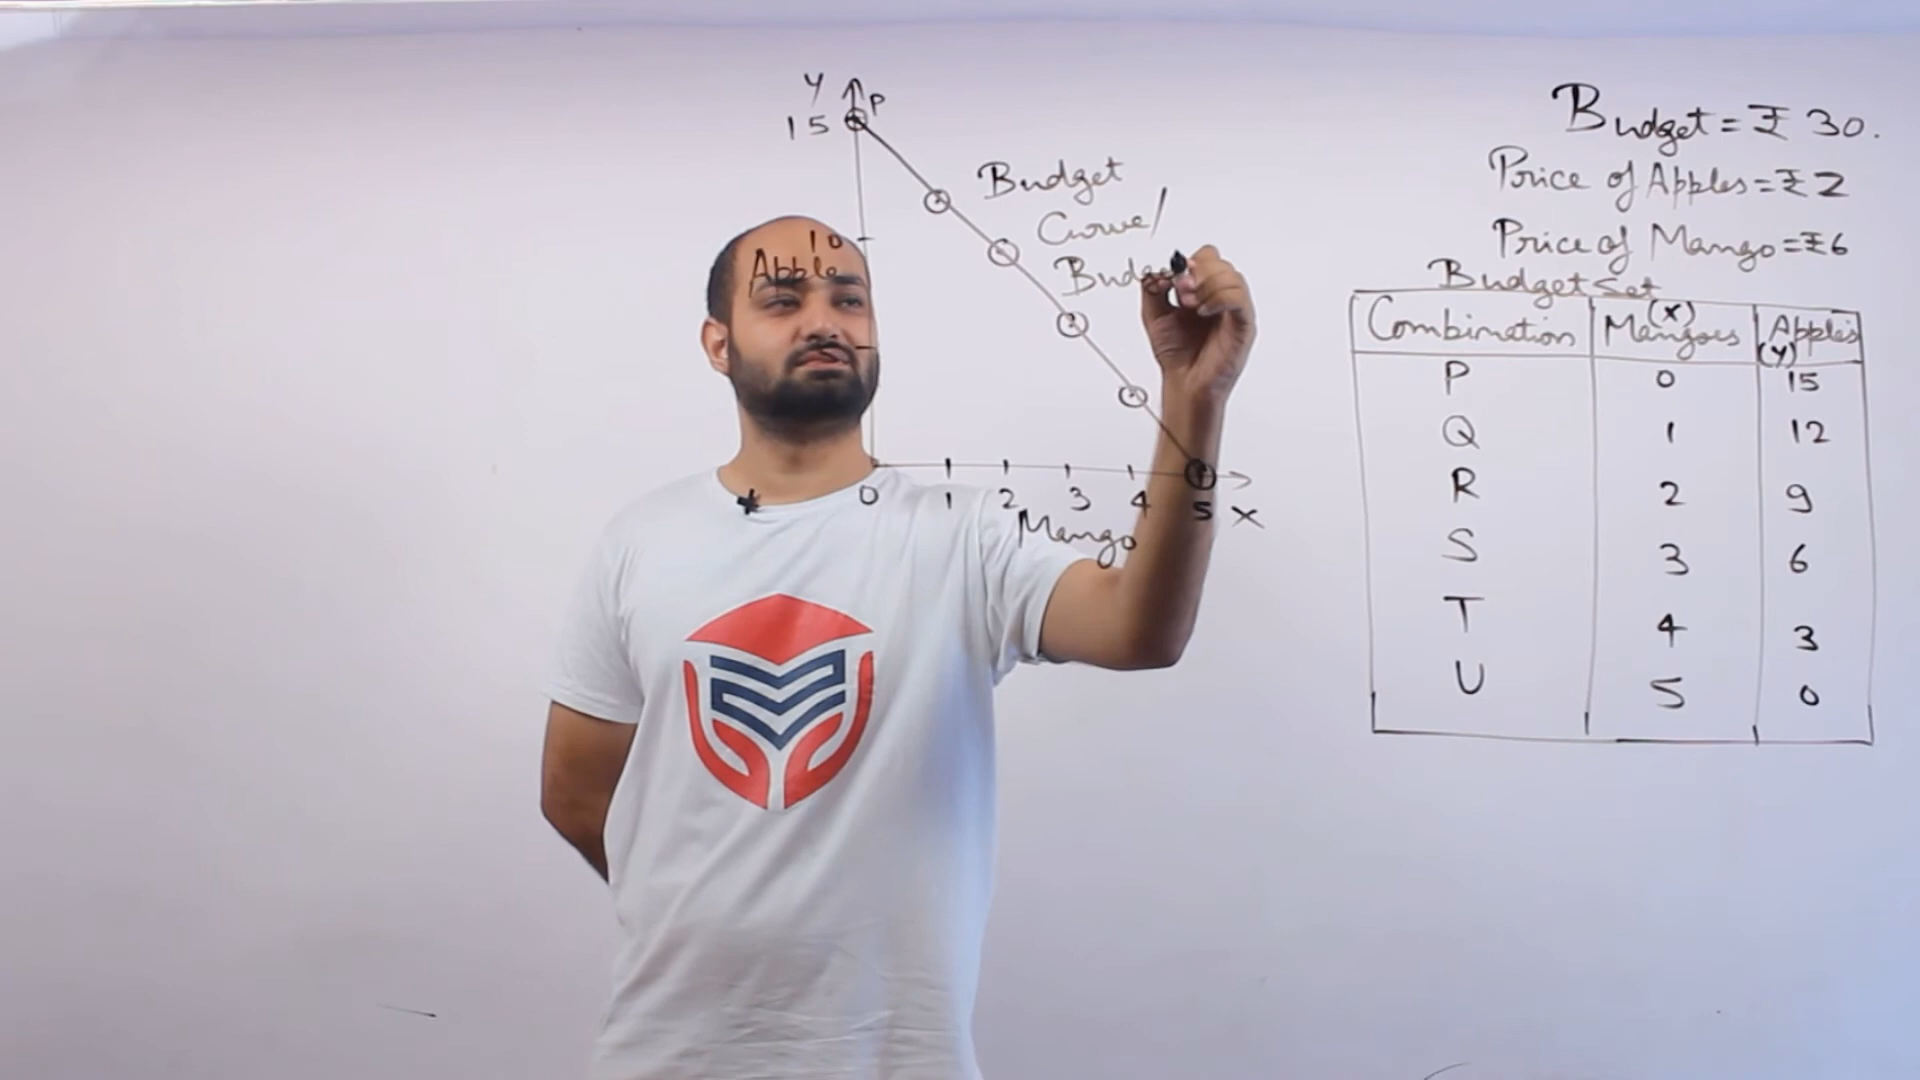 Y
P
15
10
Apple
Budget
Curve/
0 1 2 3 4 5 X
Mango
Budget = ₹ 30.
Price of Apples = ₹ 2
Price of Mango = ₹ 6
Budget Set
Combination Mangoes (X) Apples (Y)
P 0 15
Q 1 12
R 2 9
S 3 6
T 4 3
U 5 0